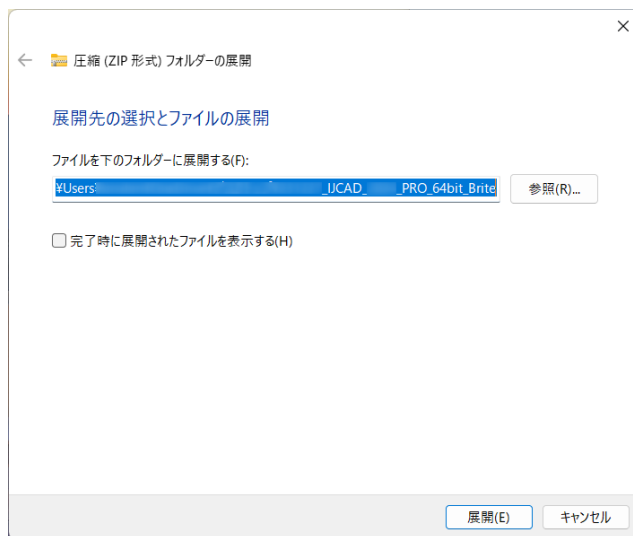 圧縮 (ZIP 形式) フォルダーの展開
展開先の選択とファイルの展開
ファイルを下のフォルダーに展開する(F):
¥Users _IJCAD_ _PRO_64bit_Brite
参照(R)...
完了時に展開されたファイルを表示する(H)
展開(E)
キャンセル